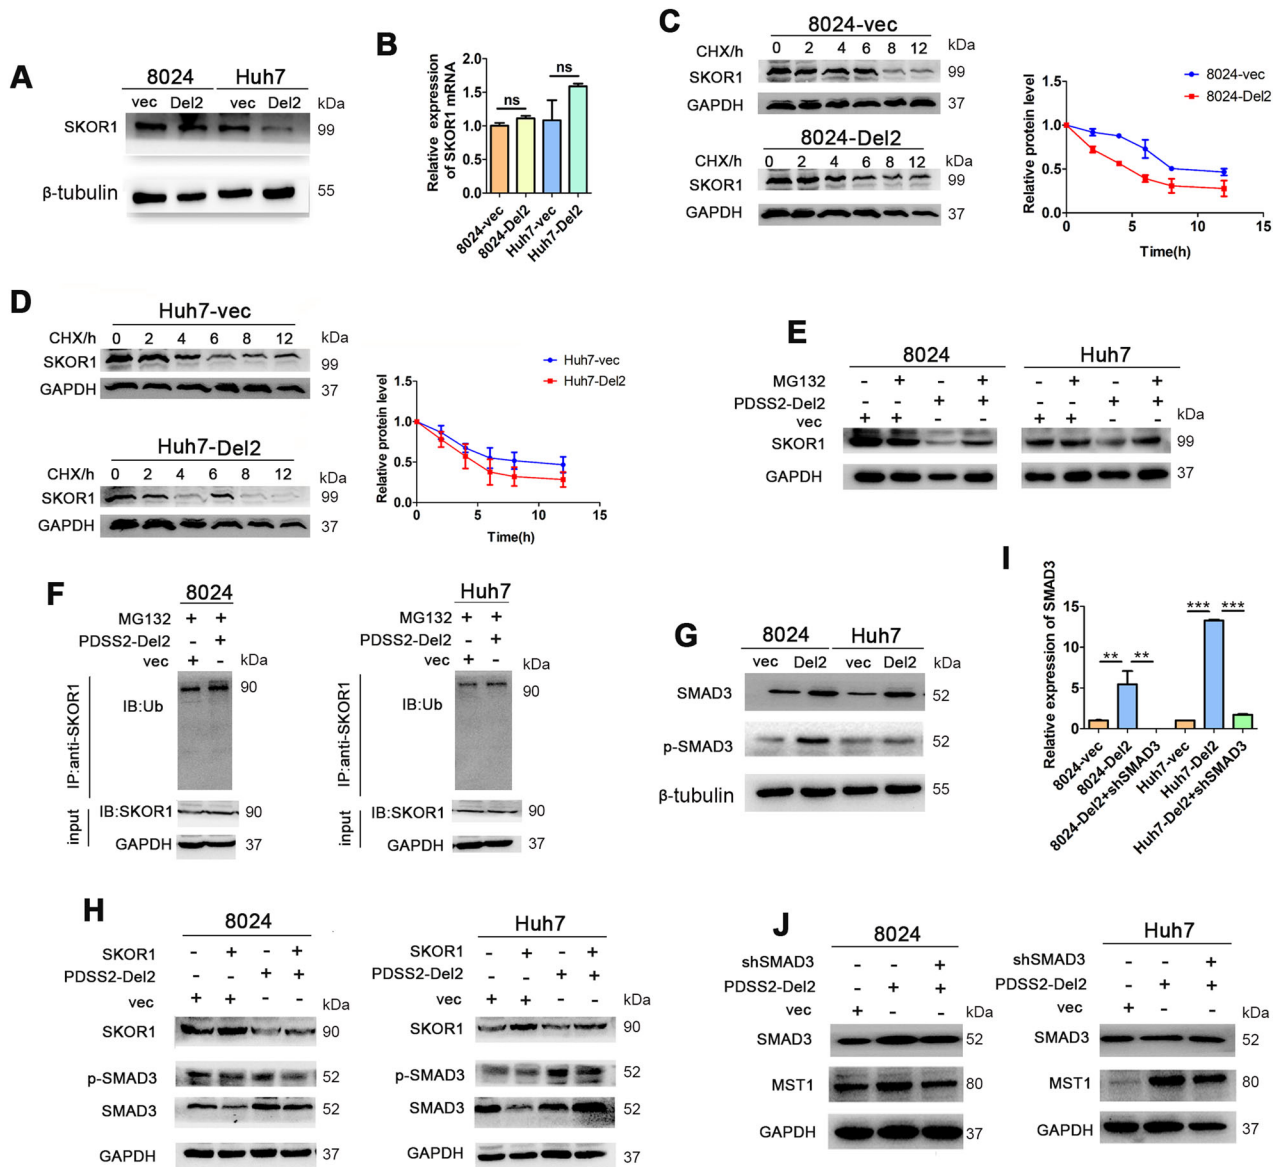 A
8024 Huh7
vec Del2 vec Del2 kDa
SKOR1 99
β-tubulin 55
B
Relative expression
of SKOR1 mRNA
2.0
1.5
1.0
0.5
0.0
ns ns
8024-vec
8024-Del2
Huh7-vec
Huh7-Del2
C
8024-vec
CHX/h 0 2 4 6 8 12 kDa
SKOR1 99
GAPDH 37
8024-Del2
CHX/h 0 2 4 6 8 12 kDa
SKOR1 99
GAPDH 37
8024-vec
8024-Del2
Relative protein level
1.5
1.0
0.5
0.0
0 5 10 15
Time(h)
D
Huh7-vec
CHX/h 0 2 4 6 8 12 kDa
SKOR1 99
GAPDH 37
Huh7-Del2
CHX/h 0 2 4 6 8 12 kDa
SKOR1 99
GAPDH 37
Huh7-vec
Huh7-Del2
Relative protein level
1.5
1.0
0.5
0.0
0 5 10 15
Time(h)
E
8024 Huh7
MG132 - + - + - + - +
PDSS2-Del2 - - + + - - + +
vec + + - - + + - - kDa
SKOR1 99
GAPDH 37
F
8024
MG132 + +
PDSS2-Del2 - +
vec + - kDa
IP:anti-SKOR1
IB:Ub 90
input
IB:SKOR1 90
GAPDH 37
Huh7
MG132 + +
PDSS2-Del2 - +
vec + - kDa
IP:anti-SKOR1
IB:Ub 90
input
IB:SKOR1 90
GAPDH 37
G
8024 Huh7
vec Del2 vec Del2 kDa
SMAD3 52
p-SMAD3 52
β-tubulin 55
I
Relative expression of SMAD3
15
10
5
0
** ** *** ***
8024-vec
8024-Del2
8024-Del2+shSMAD3
Huh7-vec
Huh7-Del2
Huh7-Del2+shSMAD3
H
8024
SKOR1 - + - +
PDSS2-Del2 - - + +
vec + + - - kDa
SKOR1 90
p-SMAD3 52
SMAD3 52
GAPDH 37
Huh7
SKOR1 - + - +
PDSS2-Del2 - - + +
vec + + - - kDa
SKOR1 90
p-SMAD3 52
SMAD3 52
GAPDH 37
J
8024
shSMAD3 - - +
PDSS2-Del2 - + +
vec + - - kDa
SMAD3 52
MST1 80
GAPDH 37
Huh7
shSMAD3 - - +
PDSS2-Del2 - + +
vec + - - kDa
SMAD3 52
MST1 80
GAPDH 37